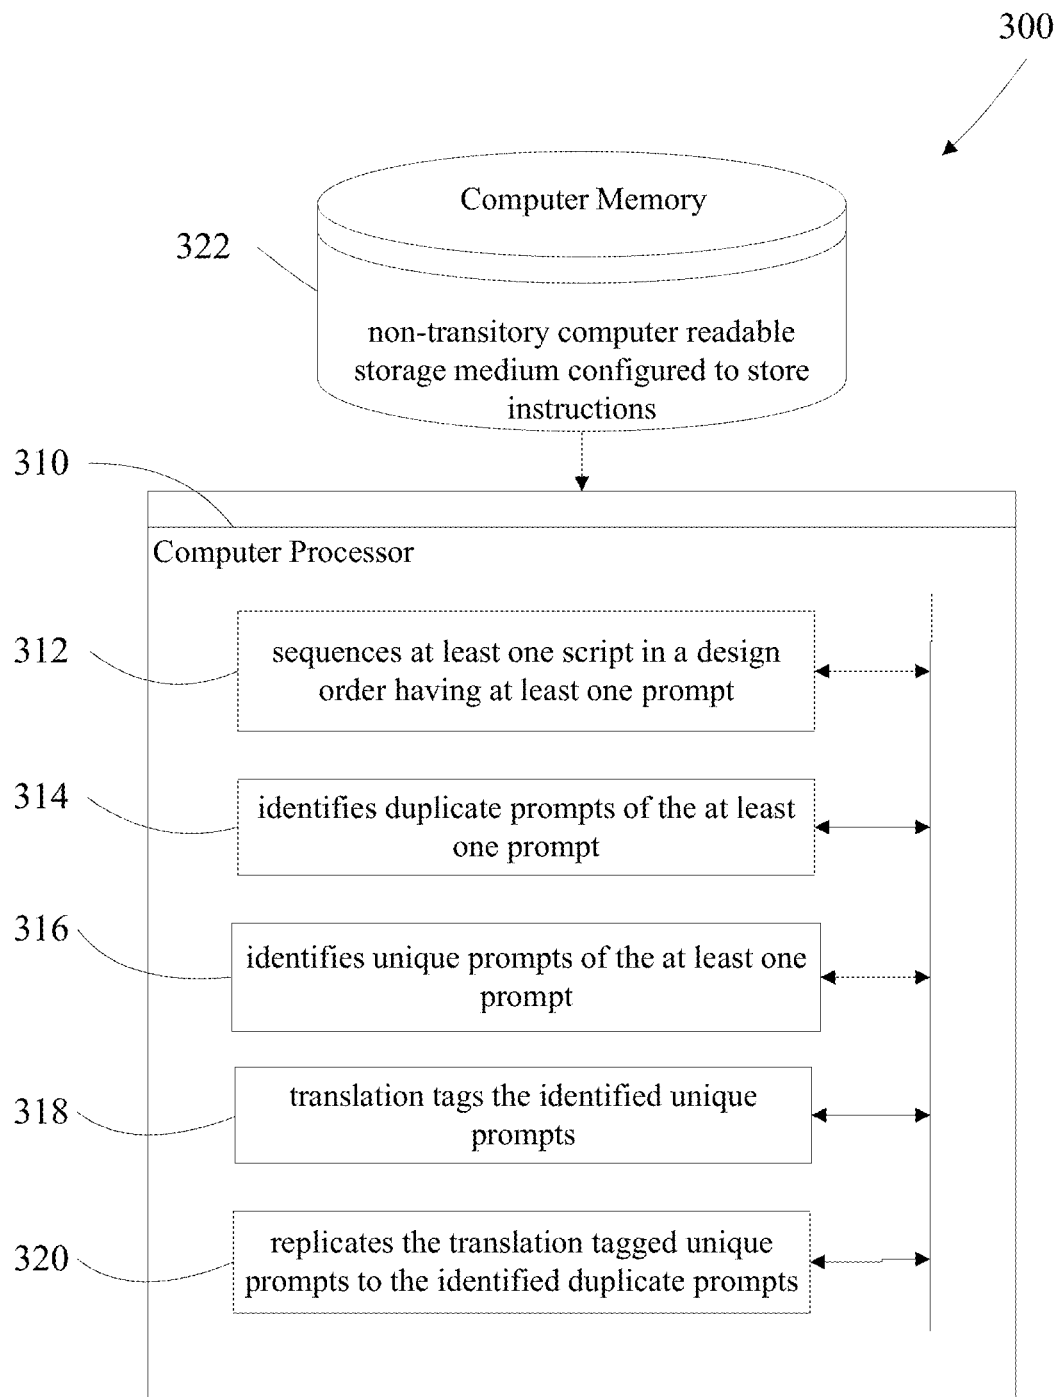 300
Computer Memory
322
non-transitory computer readable
storage medium configured to store
instructions
310
Computer Processor
312
sequences at least one script in a design
order having at least one prompt
314
identifies duplicate prompts of the at least
one prompt
316
identifies unique prompts of the at least one
prompt
318
translation tags the identified unique
prompts
320
replicates the translation tagged unique
prompts to the identified duplicate prompts